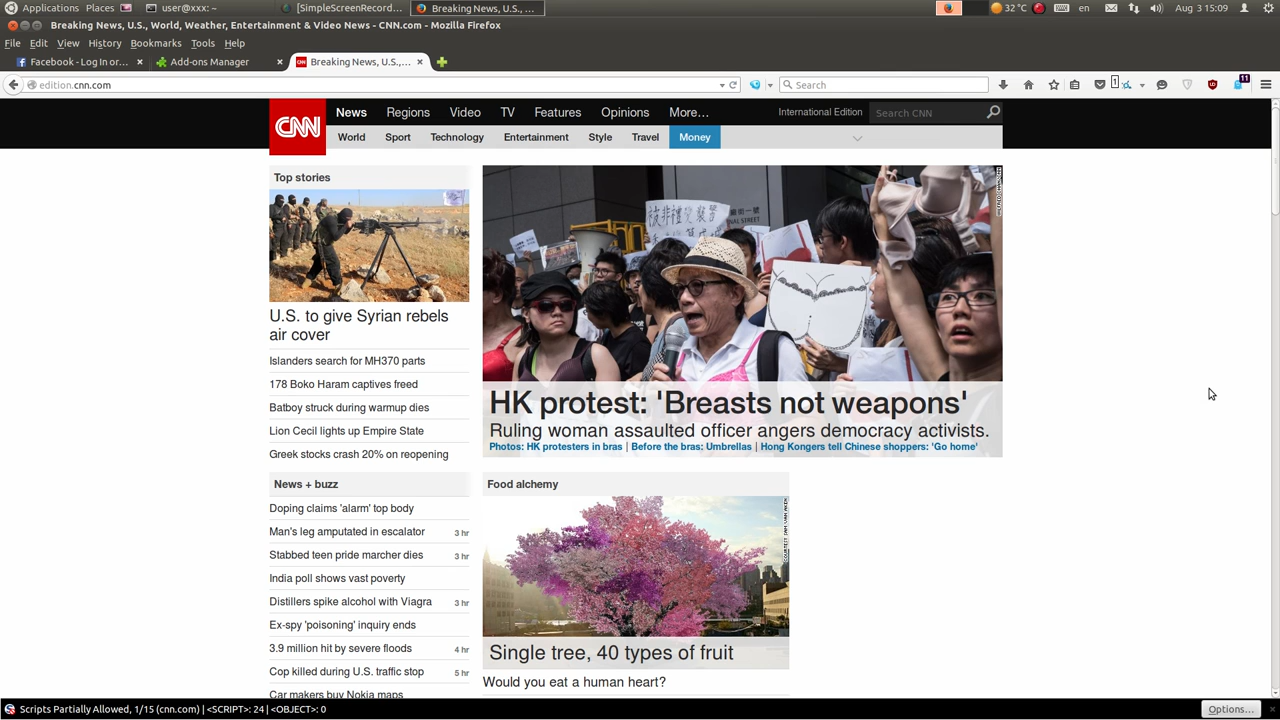 Applications Places user@xxx: ~ [SimpleScreenRecord... Breaking News, U.S., ... 32 °C en Aug 3 15:09
Breaking News, U.S., World, Weather, Entertainment & Video News - CNN.com - Mozilla Firefox
File Edit View History Bookmarks Tools Help
Facebook - Log In or... Add-ons Manager Breaking News, U.S.,...
edition.cnn.com Search 1 11
CNN News Regions Video TV Features Opinions More... International Edition Search CNN
World Sport Technology Entertainment Style Travel Money
Top stories
U.S. to give Syrian rebels
air cover
Islanders search for MH370 parts
178 Boko Haram captives freed
Batboy struck during warmup dies
Lion Cecil lights up Empire State
Greek stocks crash 20% on reopening
HK protest: 'Breasts not weapons'
Ruling woman assaulted officer angers democracy activists.
Photos: HK protesters in bras | Before the bras: Umbrellas | Hong Kongers tell Chinese shoppers: 'Go home'
News + buzz
Doping claims 'alarm' top body
Man's leg amputated in escalator 3 hr
Stabbed teen pride marcher dies 3 hr
India poll shows vast poverty
Distillers spike alcohol with Viagra 3 hr
Ex-spy 'poisoning' inquiry ends
3.9 million hit by severe floods 4 hr
Cop killed during U.S. traffic stop 5 hr
Car makers buy Nokia maps
Food alchemy
Single tree, 40 types of fruit
Would you eat a human heart?
Scripts Partially Allowed, 1/15 (cnn.com) | <SCRIPT>: 24 | <OBJECT>: 0 Options...